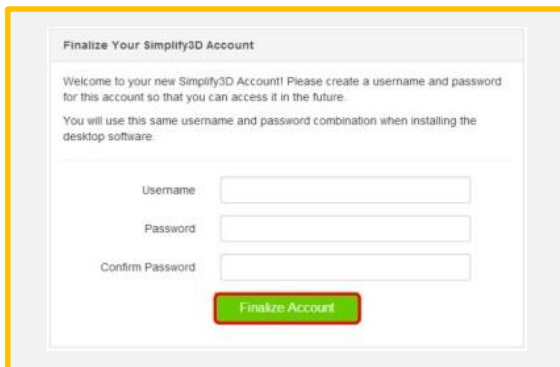 Finalize Your Simplify3D Account
Welcome to your new Simplify3D Account! Please create a username and password
for this account so that you can access it in the future.
You will use this same username and password combination when installing the
desktop software.
Username
Password
Confirm Password
Finalize Account